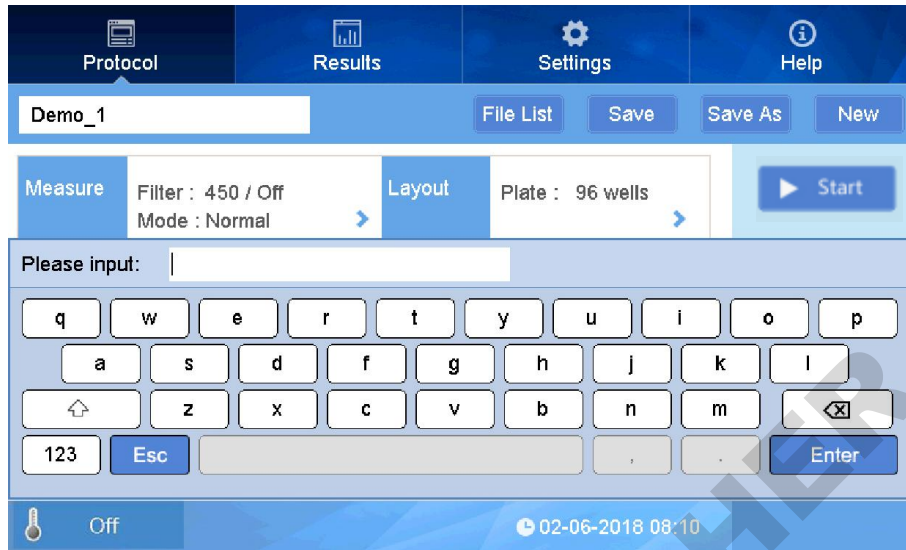 Protocol Results Settings Help
Demo_1 File List Save Save As New
Measure Filter : 450 / Off Layout Plate : 96 wells Start
Mode : Normal
Please input:
q w e r t y u i o p
a s d f g h j k l
z x c v b n m
123 Esc , . Enter
Off 02-06-2018 08:10